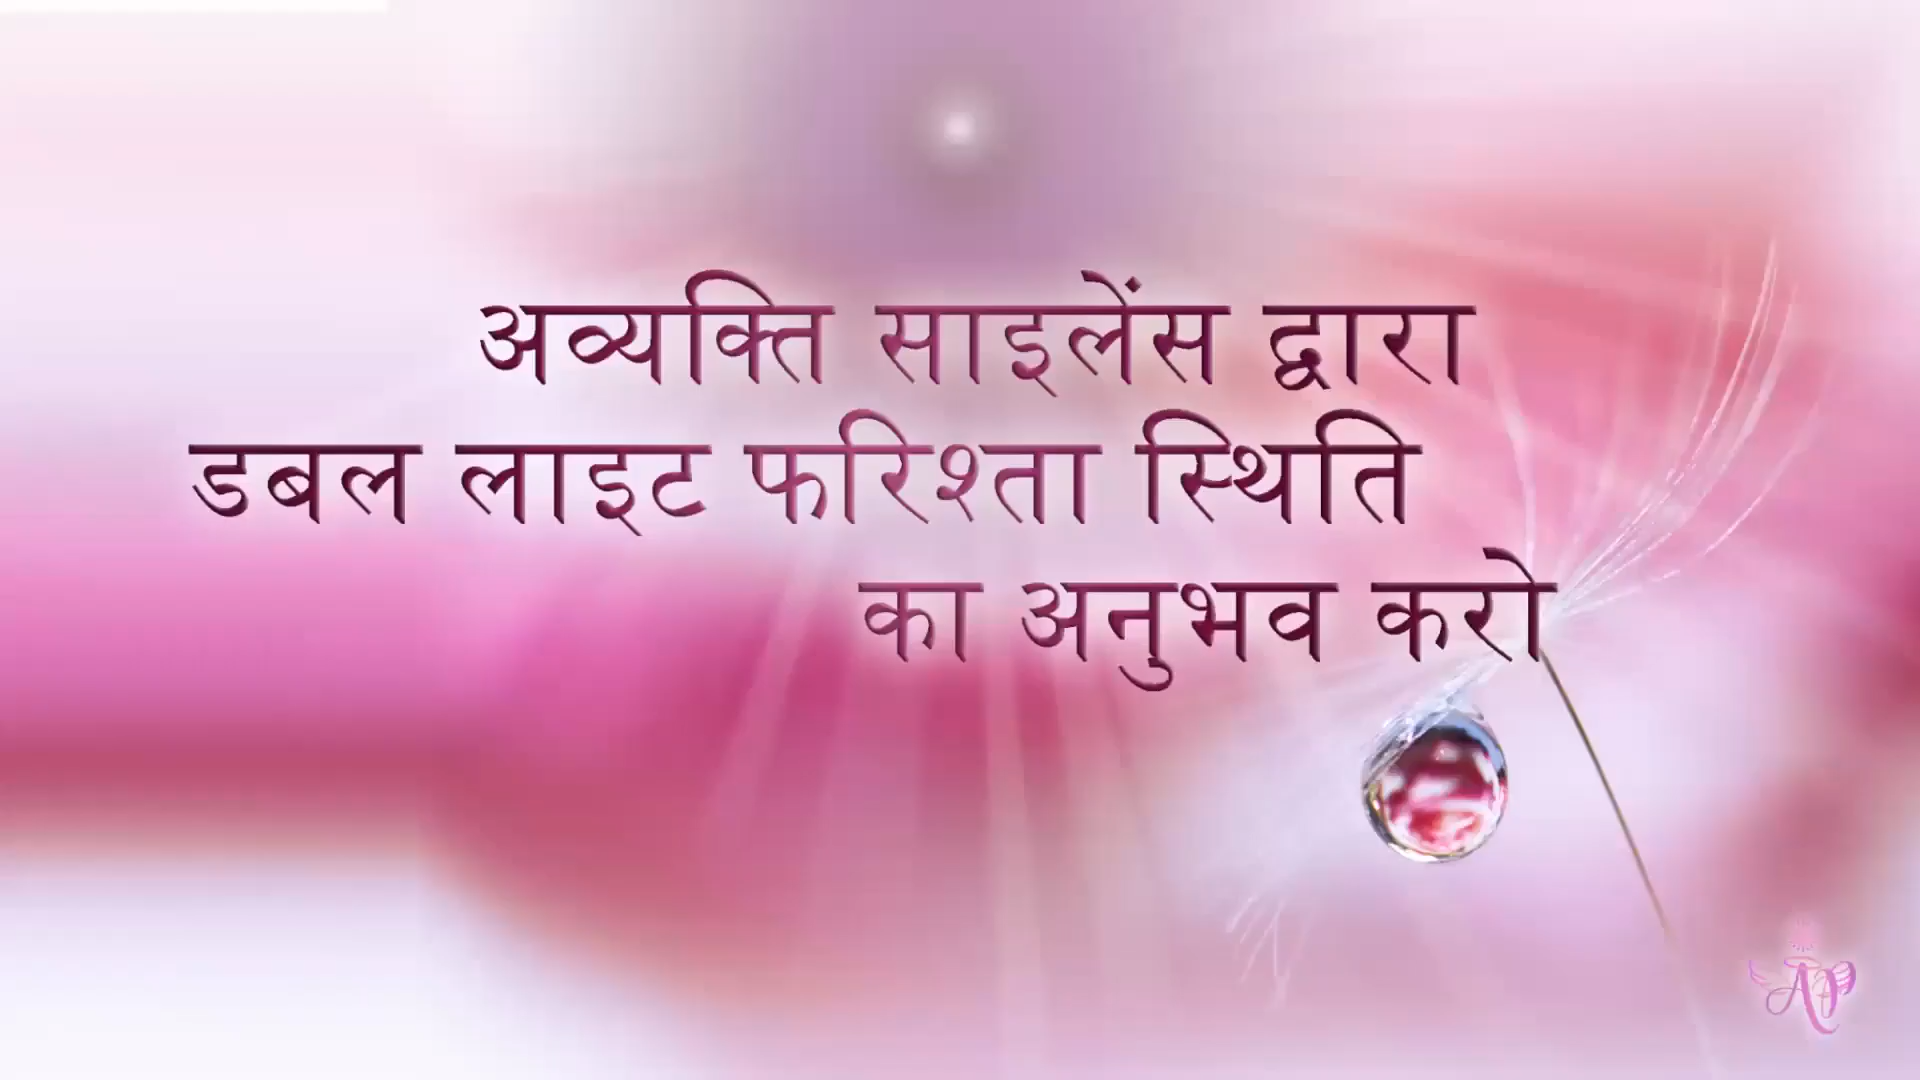 अव्यक्ति साइलेंस द्वारा
डबल लाइट फरिश्ता स्थिति
का अनुभव करो